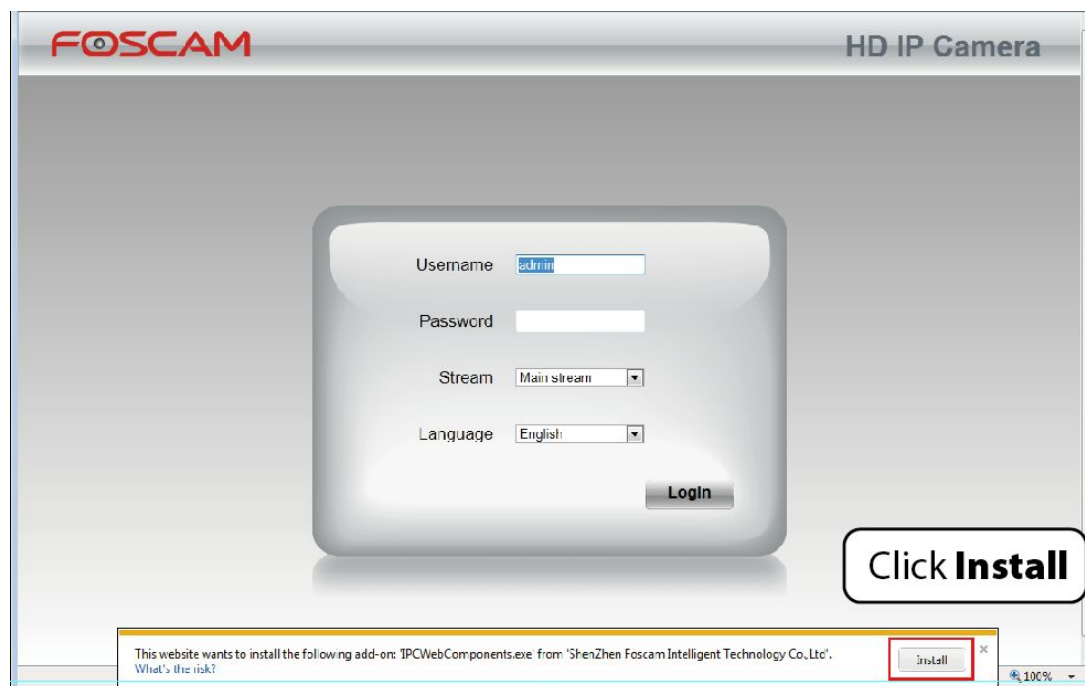 FOSCAM
HD IP Camera
Username admin
Password
Stream Main stream
Language English
Login
Click Install
This website wants to install the following add-on: 'IPCWebComponents.exe' from 'ShenZhen Foscam Intelligent Technology Co,Ltd'.
What's the risk?
Install
100%